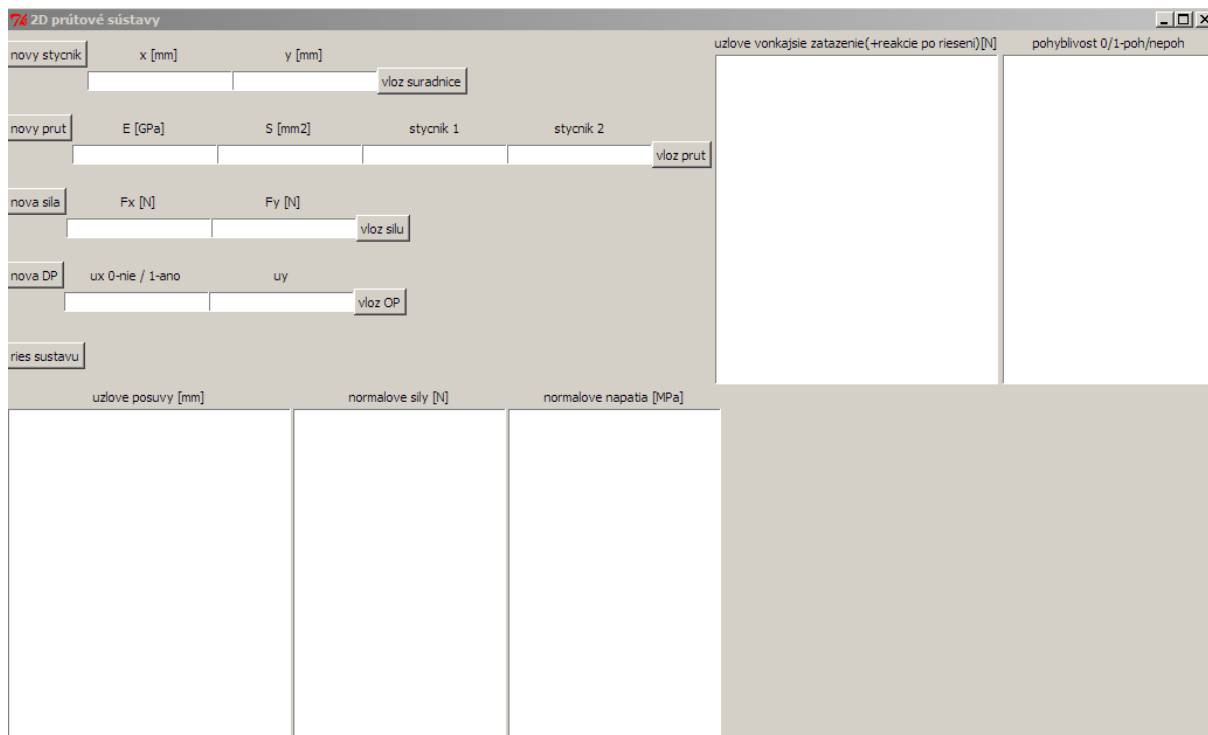 2D prútové sústavy
novy stycnik x [mm] y [mm]
vloz suradnice
novy prut E [GPa] S [mm2] stycnik 1 stycnik 2
vloz prut
nova sila Fx [N] Fy [N]
vloz silu
nova DP ux 0-nie / 1-ano uy
vloz OP
ries sustavu
uzlove vonkajsie zatazenie(+reakcie po rieseni)[N] pohyblivost 0/1-poh/nepoh
uzlove posuvy [mm] normalove sily [N] normalove napatia [MPa]